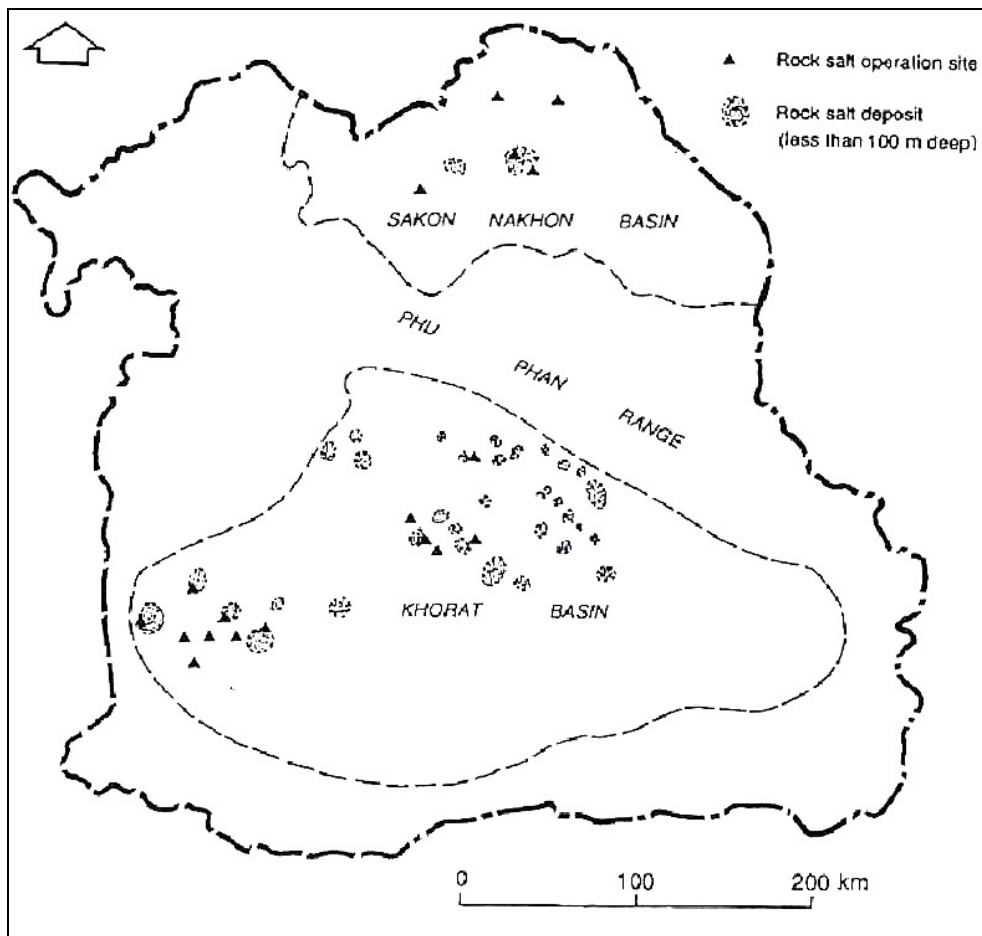 Rock salt operation site
Rock salt deposit
(less than 100 m deep)
SAKON NAKHON BASIN
PHU
PHAN
RANGE
KHORAT BASIN
0 100 200 km